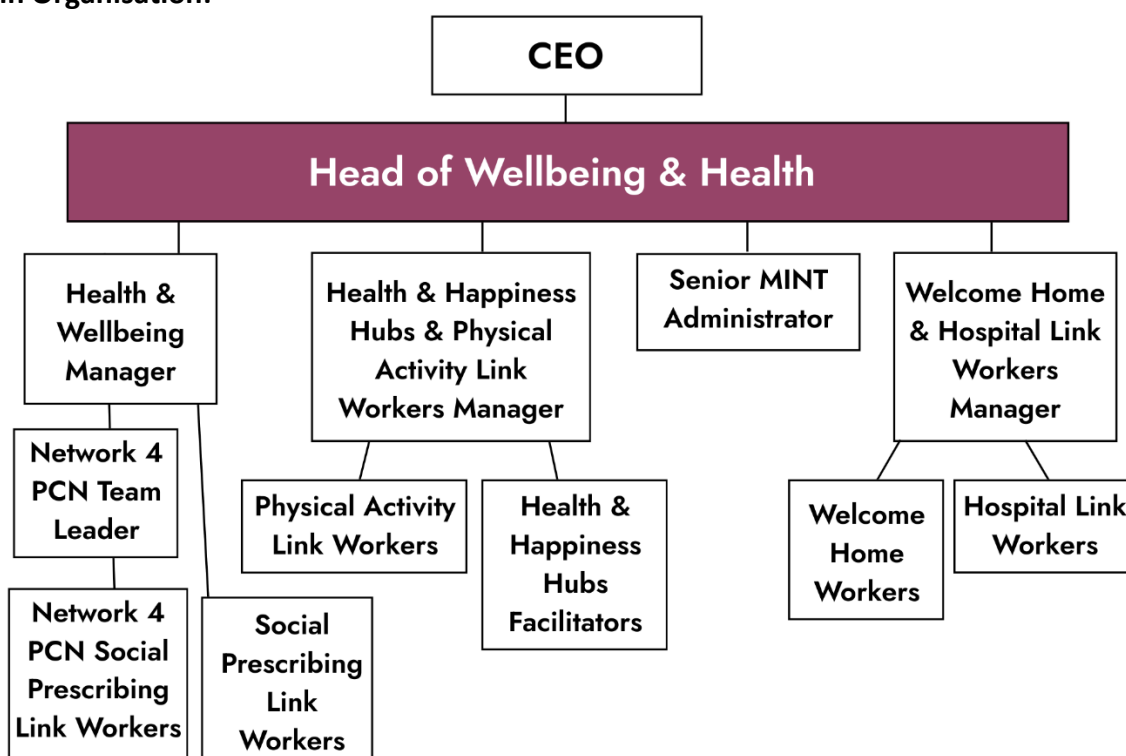 in Organisation:
CEO
Head of Wellbeing & Health
Health &
Wellbeing
Manager
Health & Happiness
Hubs & Physical
Activity Link
Workers Manager
Senior MINT
Administrator
Welcome Home
& Hospital Link
Workers
Manager
Network 4
PCN Team
Leader
Physical Activity
Link Workers
Health &
Happiness
Hubs
Facilitators
Welcome
Home
Workers
Hospital Link
Workers
Network 4
PCN Social
Prescribing
Link Workers
Social
Prescribing
Link
Workers